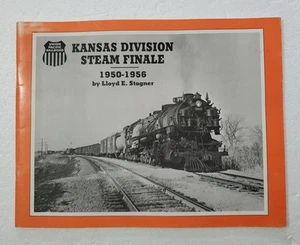 KANSAS DIVISION
STEAM FINALE
1950-1956
by Lloyd E. Stagner